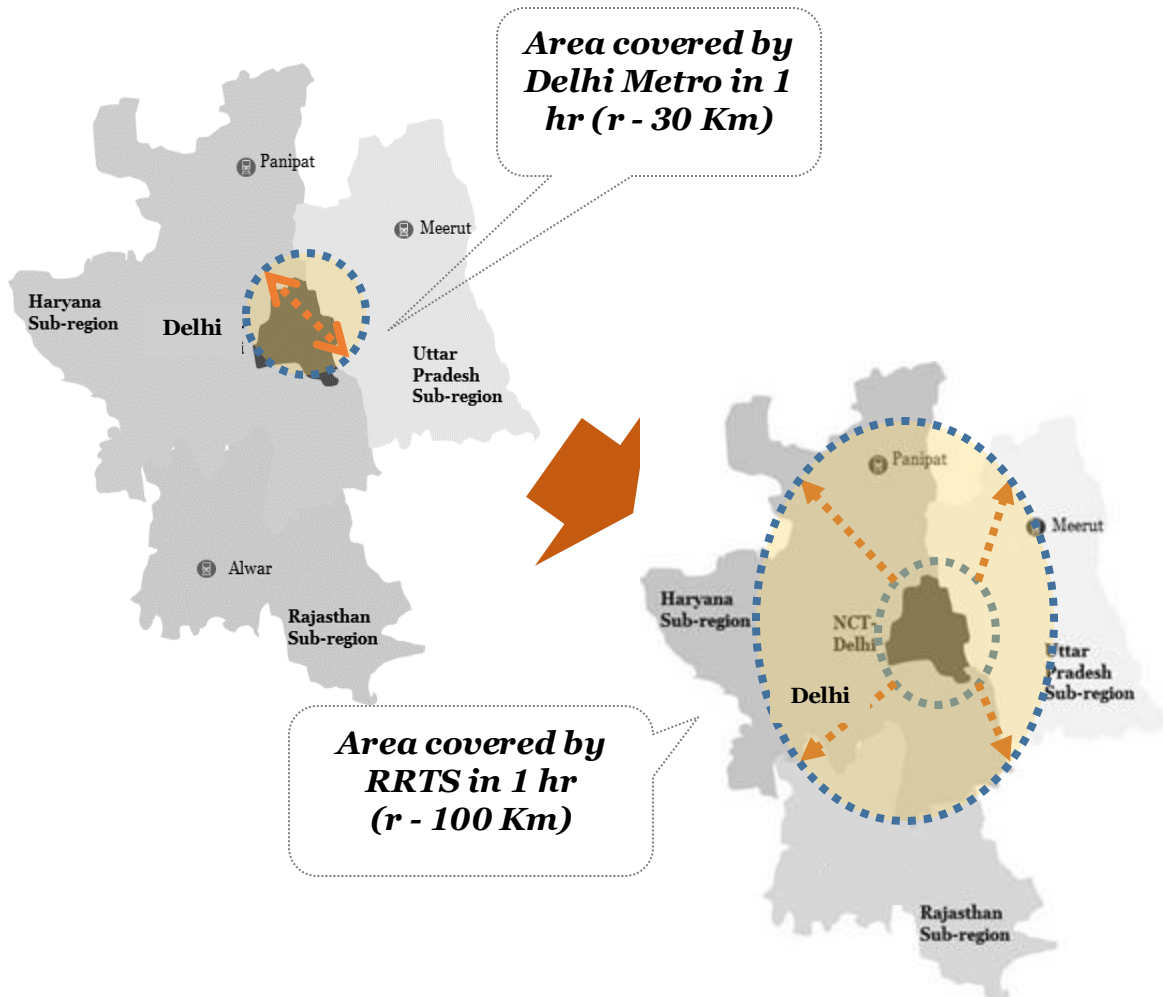 Area covered by
Delhi Metro in 1
hr (r - 30 Km)
Panipat
Meerut
Haryana
Sub-region
Delhi
Uttar
Pradesh
Sub-region
Alwar
Rajasthan
Sub-region
Area covered by
RRTS in 1 hr
(r - 100 Km)
Panipat
Meerut
Haryana
Sub-region
NCT-
Delhi
Uttar
Pradesh
Sub-region
Delhi
Rajasthan
Sub-region